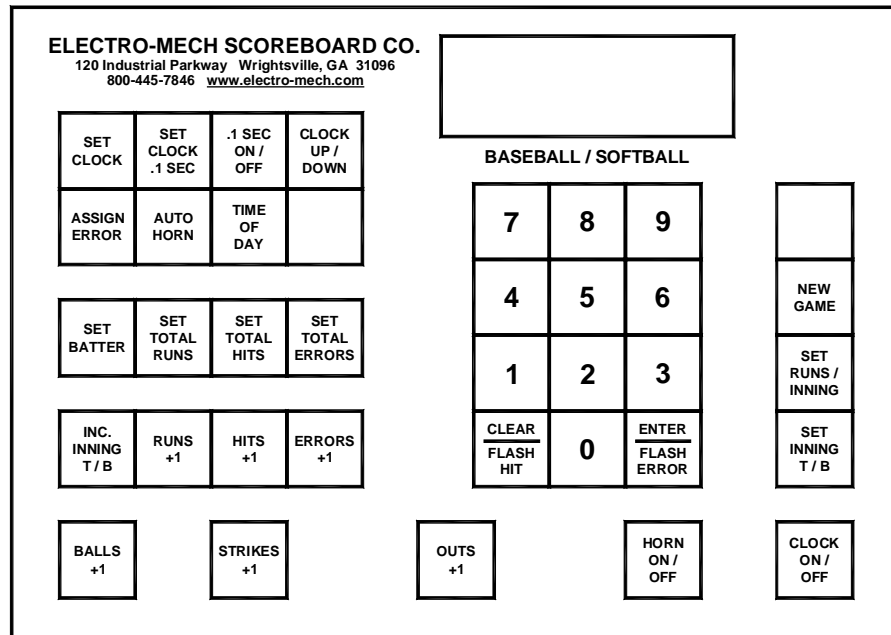 ELECTRO-MECH SCOREBOARD CO.
120 Industrial Parkway Wrightsville, GA 31096
800-445-7846 www.electro-mech.com
SET
CLOCK
SET
CLOCK
.1 SEC
.1 SEC
ON /
OFF
CLOCK
UP /
DOWN
ASSIGN
ERROR
AUTO
HORN
TIME
OF
DAY
SET
BATTER
SET
TOTAL
RUNS
SET
TOTAL
HITS
SET
TOTAL
ERRORS
INC.
INNING
T / B
RUNS
+1
HITS
+1
ERRORS
+1
BASEBALL / SOFTBALL
7
8
9
4
5
6
1
2
3
CLEAR
FLASH
HIT
0
ENTER
FLASH
ERROR
NEW
GAME
SET
RUNS /
INNING
SET
INNING
T / B
BALLS
+1
STRIKES
+1
OUTS
+1
HORN
ON /
OFF
CLOCK
ON /
OFF